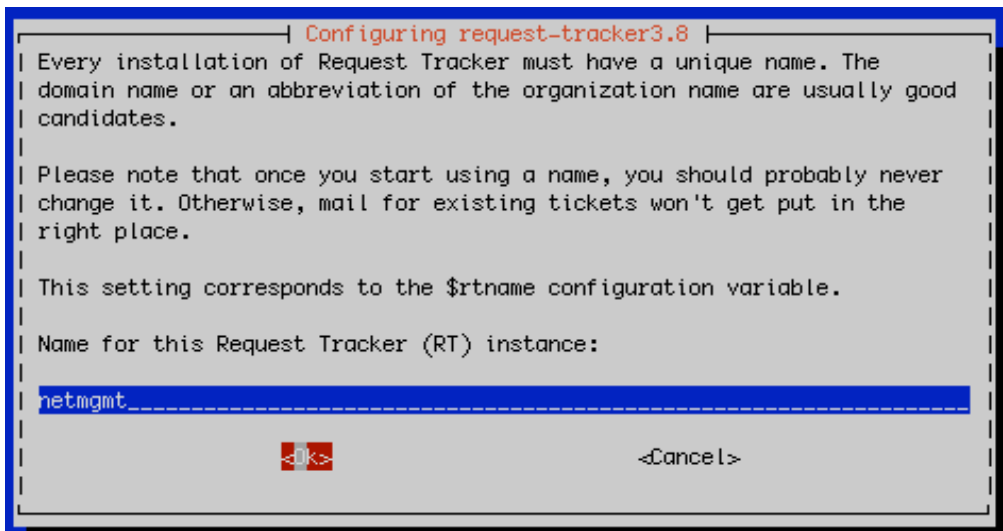 Configuring request-tracker3.8
Every installation of Request Tracker must have a unique name. The
domain name or an abbreviation of the organization name are usually good
candidates.
Please note that once you start using a name, you should probably never
change it. Otherwise, mail for existing tickets won't get put in the
right place.
This setting corresponds to the $rtname configuration variable.
Name for this Request Tracker (RT) instance:
netmgmt__________________________________________________________________
<Ok> <Cancel>